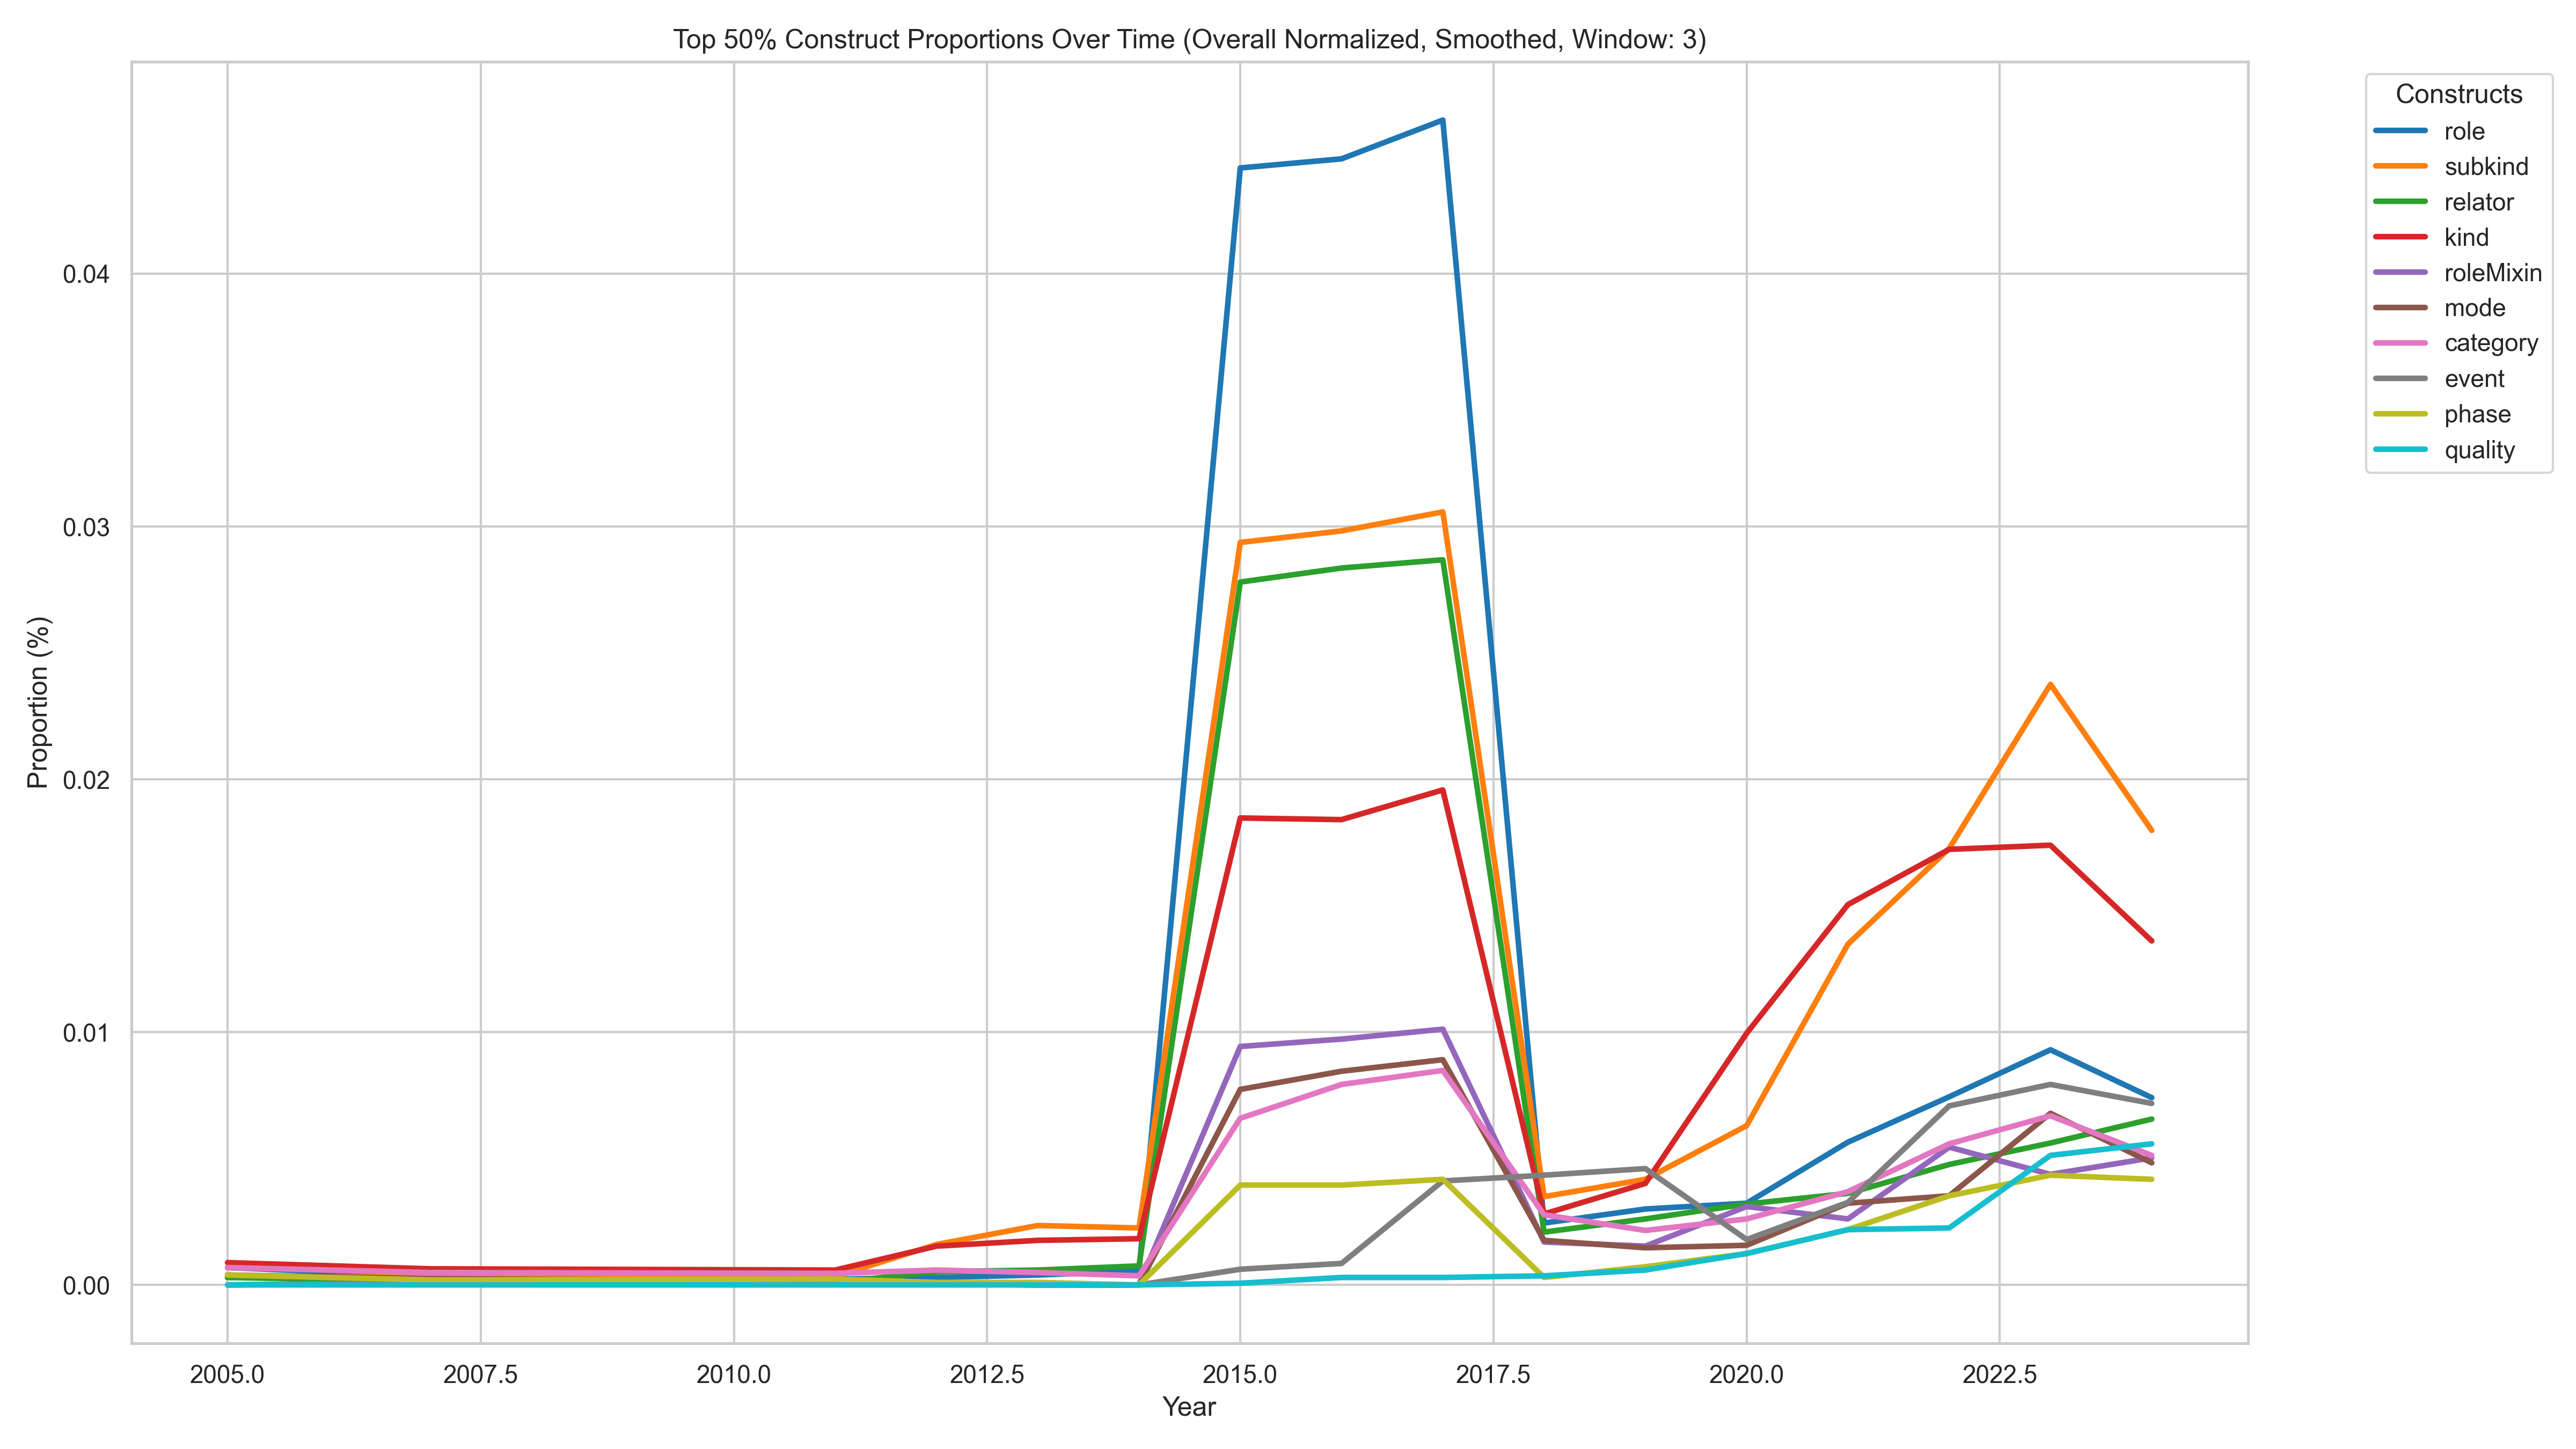 Top 50% Construct Proportions Over Time (Overall Normalized, Smoothed, Window: 3)
Constructs
role
subkind
relator
kind
roleMixin
mode
category
event
phase
quality
Proportion (%)
0.04
0.03
0.02
0.01
0.00
2005.0 2007.5 2010.0 2012.5 2015.0 2017.5 2020.0 2022.5
Year